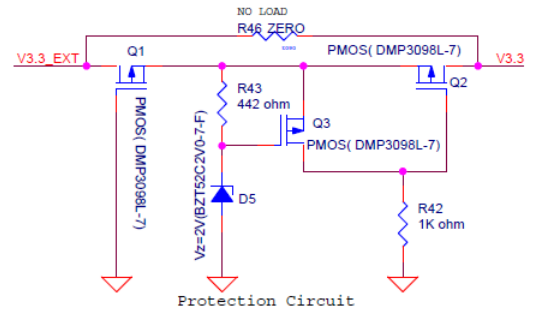 NO LOAD
R46 ZERO
V3.3_EXT
Q1
PMOS( DMP3098L-7)
V3.3
Q2
R43
442 ohm
Q3
PMOS( DMP3098L-7)
PMOS( DMP3098L-7)
Vz=2V(BZT52C2V0-7-F)
D5
R42
1K ohm
Protection Circuit